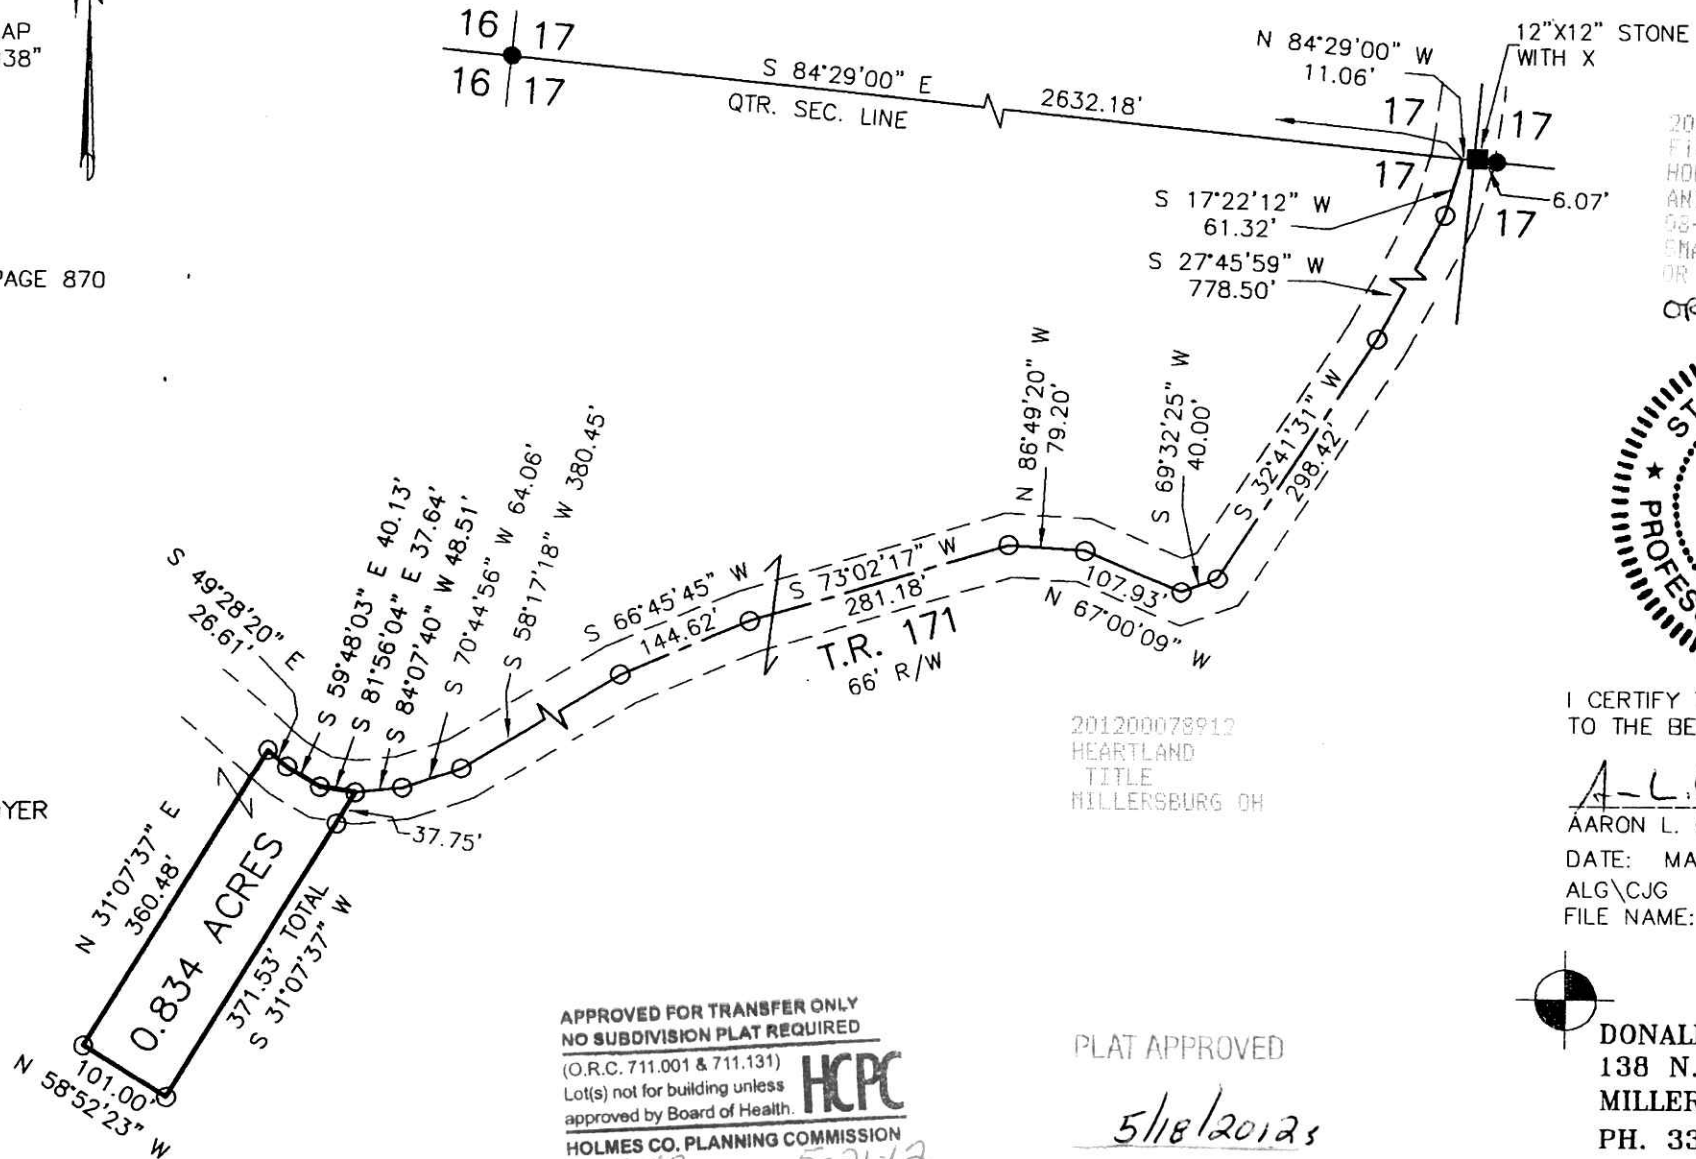 16 17
16 17
S 84°29'00" E
QTR. SEC. LINE
2632.18'
N 84°29'00" W
11.06'
12"X12" STONE
WITH X
17
17
17
17
6.07'
S 17°22'12" W
61.32'
S 27°45'59" W
778.50'
PAGE 870
S 32°41'31" W
298.42'
S 69°32'25" W
40.00'
N 86°49'20" W
79.20'
107.93'
N 67°00'09" W
S 73°02'17" W
281.18'
T.R. 171
66' R/W
S 66°45'45" W
144.62'
S 58°17'18" W 380.45'
S 70°44'56" W 64.06'
S 84°07'40" W 48.51'
S 81°56'04" E 37.64'
S 59°48'03" E 40.13'
S 49°28'20" E
26.61'
37.75'
N 31°07'37" E
360.48'
0.834 ACRES
371.53' TOTAL
S 31°07'37" W
101.00'
N 58°52'23" W
201200078912
HEARTLAND
TITLE
MILLERSBURG OH
APPROVED FOR TRANSFER ONLY
NO SUBDIVISION PLAT REQUIRED
(O.R.C. 711.001 & 711.131)
Lot(s) not for building unless
approved by Board of Health.
HCPC
HOLMES CO. PLANNING COMMISSION
PLAT APPROVED
5/18/2012
I CERTIFY
TO THE
AARON L.
DATE:
ALG\CJG
FILE NAME:
138 N.
PH.